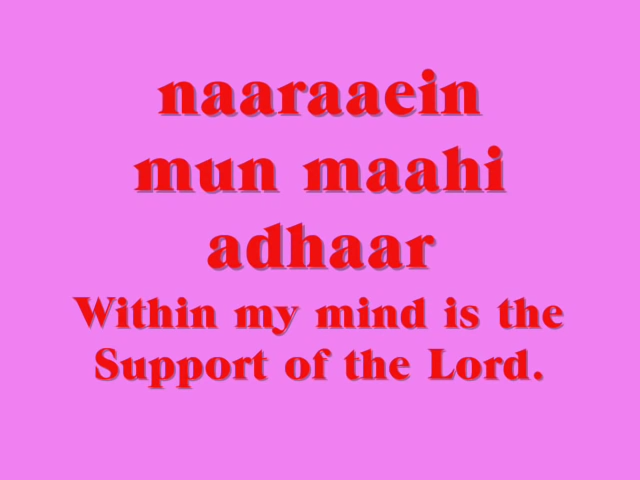 naaraaein
mun maahi
adhaar
Within my mind is the
Support of the Lord.